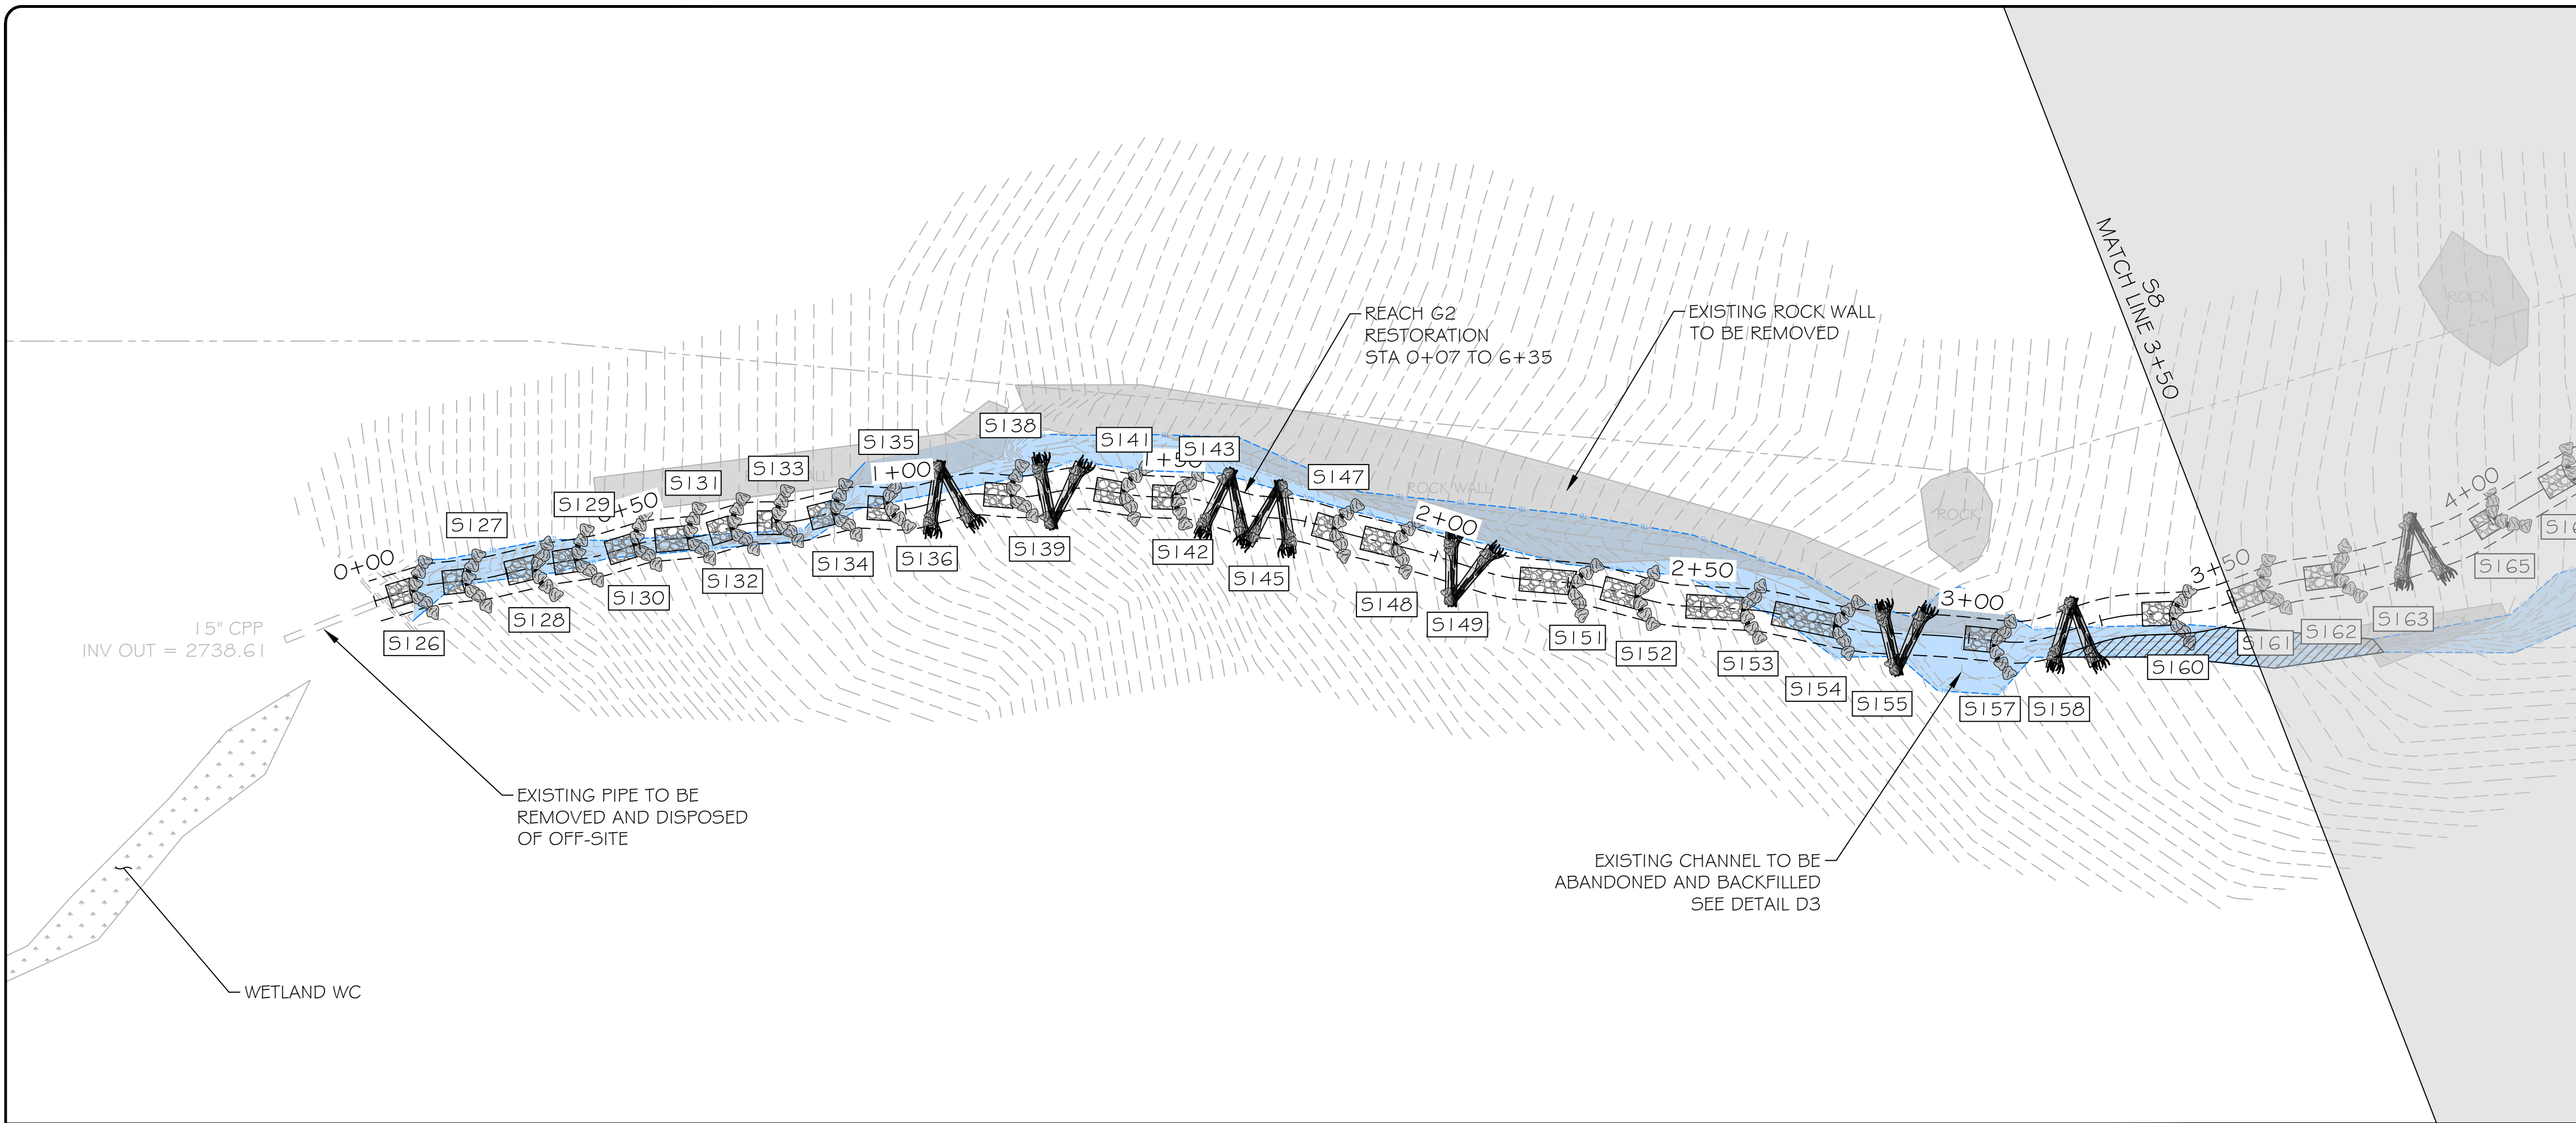 REACH G2
RESTORATION
STA 0+07 TO 6+35
EXISTING ROCK WALL
TO BE REMOVED
S8
MATCH LINE 3+50
ROCK
ROCK
ROCK WALL
0+00
0+50
1+00
1+50
2+00
2+50
3+00
3+50
4+00
S126
S127
S128
S129
S130
S131
S132
S133
S134
S135
S136
S138
S139
S141
S142
S143
S145
S147
S148
S149
S151
S152
S153
S154
S155
S157
S158
S160
S161
S162
S163
S165
15" CPP
INV OUT = 2738.61
EXISTING PIPE TO BE
REMOVED AND DISPOSED
OF OFF-SITE
EXISTING CHANNEL TO BE
ABANDONED AND BACKFILLED
SEE DETAIL D3
WETLAND WC